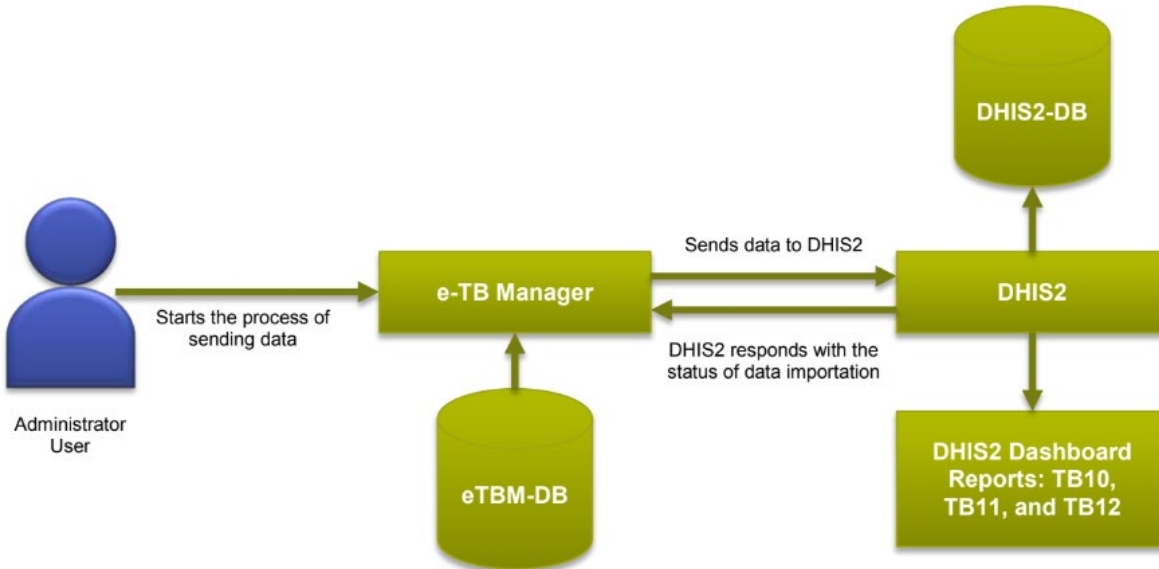 DHIS2-DB
Sends data to DHIS2
e-TB Manager
DHIS2
Starts the process of
sending data
DHIS2 responds with the
status of data importation
Administrator
User
eTBM-DB
DHIS2 Dashboard
Reports: TB10,
TB11, and TB12